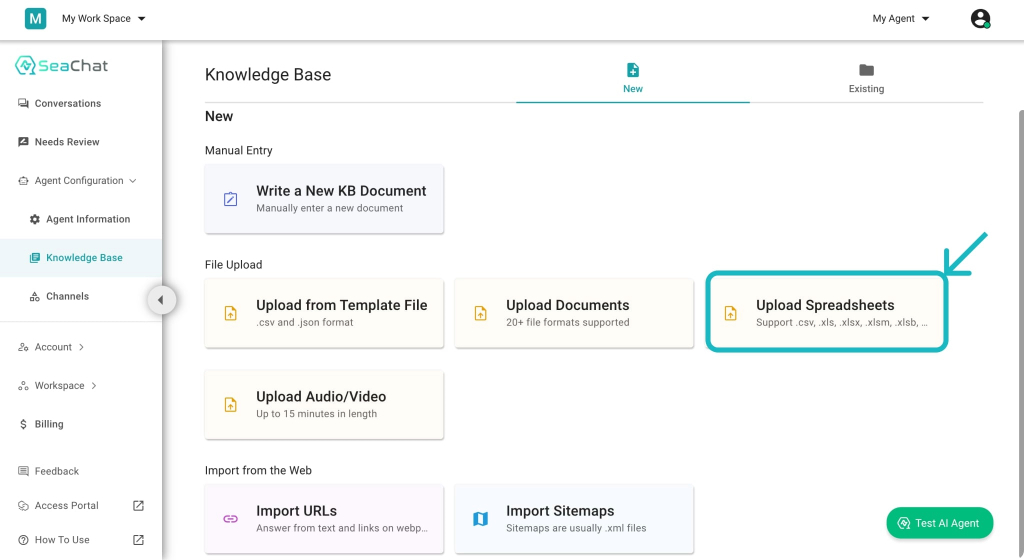 M
My Work Space
My Agent
SeaChat
Conversations
Needs Review
Agent Configuration
Agent Information
Knowledge Base
Channels
Account
Workspace
Billing
Feedback
Access Portal
How To Use
Knowledge Base
New
Existing
New
Manual Entry
Write a New KB Document
Manually enter a new document
File Upload
Upload from Template File
.csv and .json format
Upload Documents
20+ file formats supported
Upload Spreadsheets
Support .csv, .xls, .xlsx, .xlsm, .xlsb, ...
Upload Audio/Video
Up to 15 minutes in length
Import from the Web
Import URLs
Answer from text and links on webp...
Import Sitemaps
Sitemaps are usually .xml files
Test AI Agent